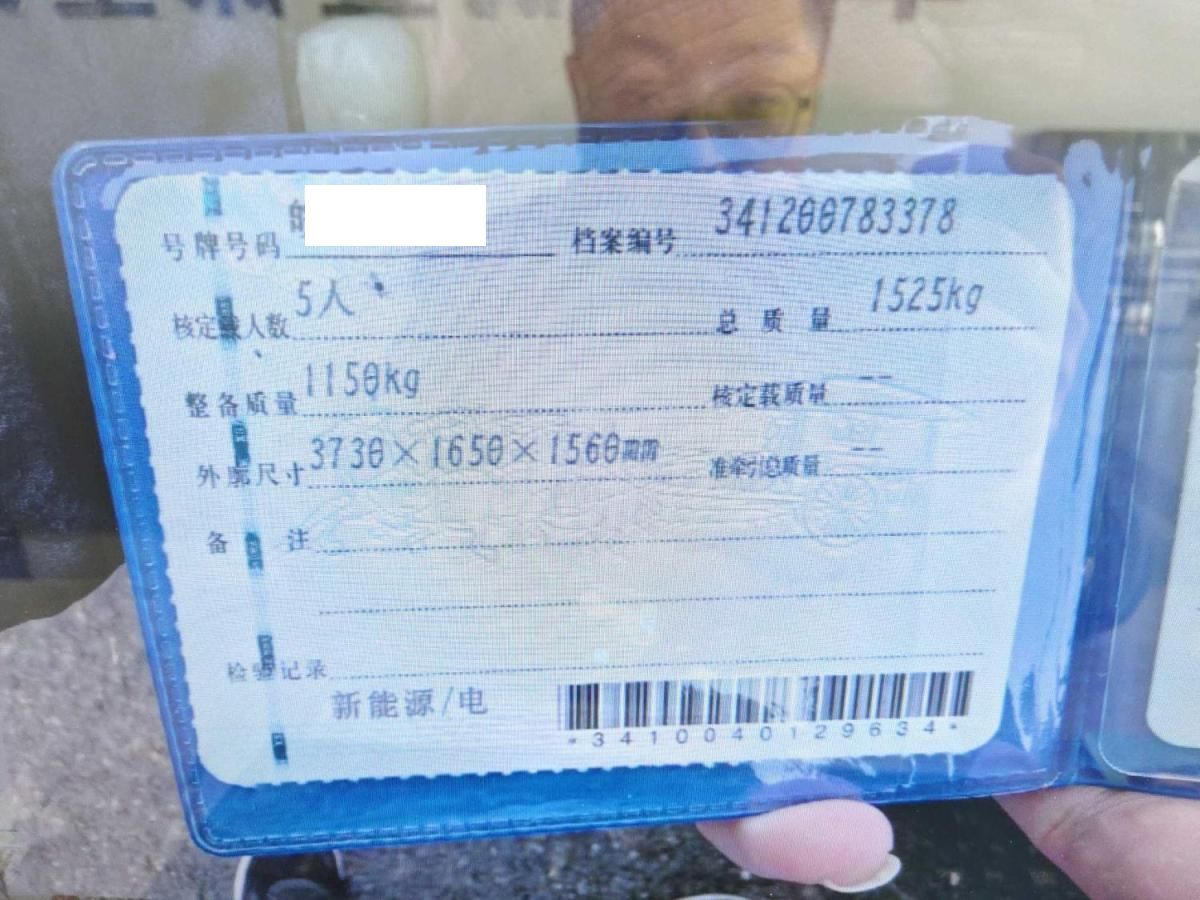 号牌号码 档案编号 341200783378
核定载人数 5人 总质量 1525kg
整备质量 1150kg 核定载质量 --
外廓尺寸 3730×1650×1560mm 准牵引总质量 --
备注
检验记录
新能源/电
*3410040129634*